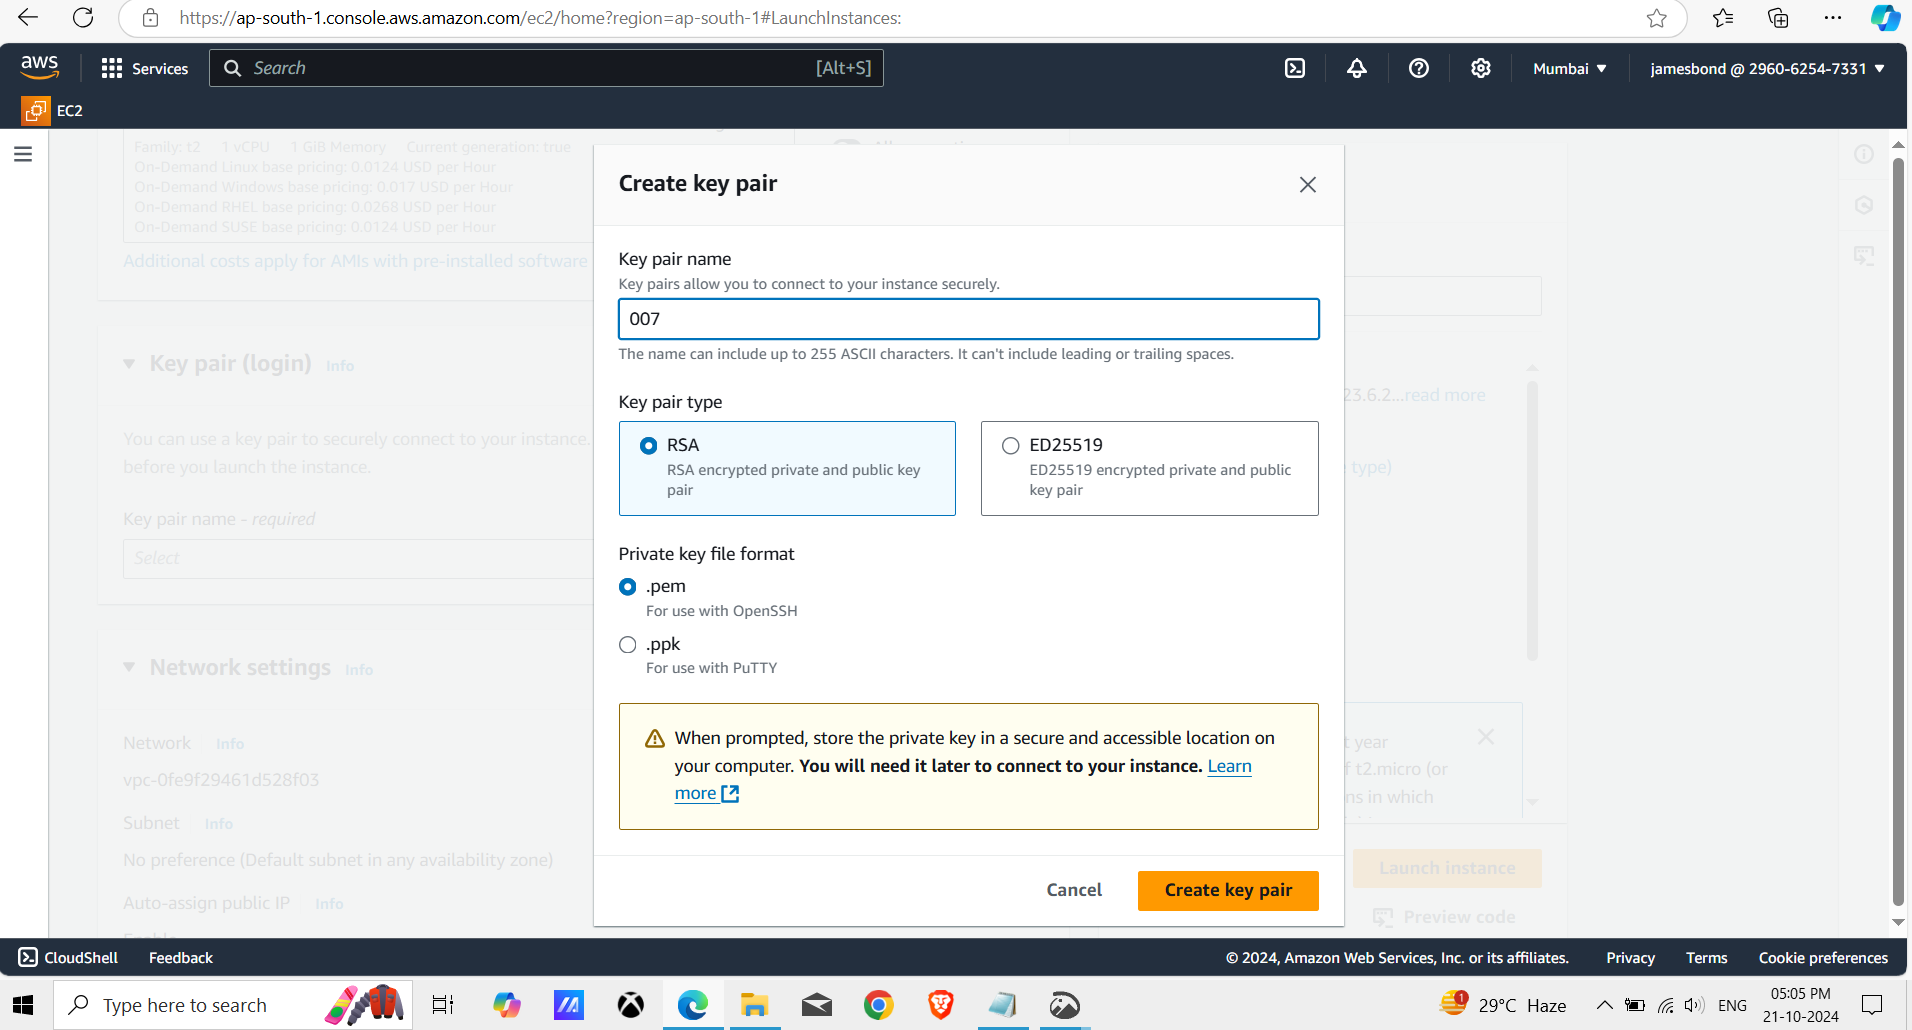 https://ap-south-1.console.aws.amazon.com/ec2/home?region=ap-south-1#LaunchInstances:
aws
Services
Search
[Alt+S]
Mumbai
jamesbond @ 2960-6254-7331
EC2
Family: t2 1 vCPU 1 GiB Memory Current generation: true
On-Demand Linux base pricing: 0.0124 USD per Hour
On-Demand Windows base pricing: 0.017 USD per Hour
On-Demand RHEL base pricing: 0.0268 USD per Hour
On-Demand SUSE base pricing: 0.0124 USD per Hour
Additional costs apply for AMIs with pre-installed software
Key pair (login) Info
You can use a key pair to securely connect to your instance.
before you launch the instance.
Key pair name - required
Select
Network settings Info
Network Info
vpc-0fe9f29461d528f03
Subnet Info
No preference (Default subnet in any availability zone)
Auto-assign public IP Info
Enable
Create key pair
Key pair name
Key pairs allow you to connect to your instance securely.
007
The name can include up to 255 ASCII characters. It can't include leading or trailing spaces.
Key pair type
RSA
RSA encrypted private and public key
pair
ED25519
ED25519 encrypted private and public
key pair
Private key file format
.pem
For use with OpenSSH
.ppk
For use with PuTTY
When prompted, store the private key in a secure and accessible location on
your computer. You will need it later to connect to your instance. Learn
more
Cancel
Create key pair
23.6.2...read more
type)
t year
f t2.micro (or
ns in which
Launch instance
Preview code
CloudShell
Feedback
© 2024, Amazon Web Services, Inc. or its affiliates.
Privacy
Terms
Cookie preferences
Type here to search
1
29°C Haze
ENG
05:05 PM
21-10-2024